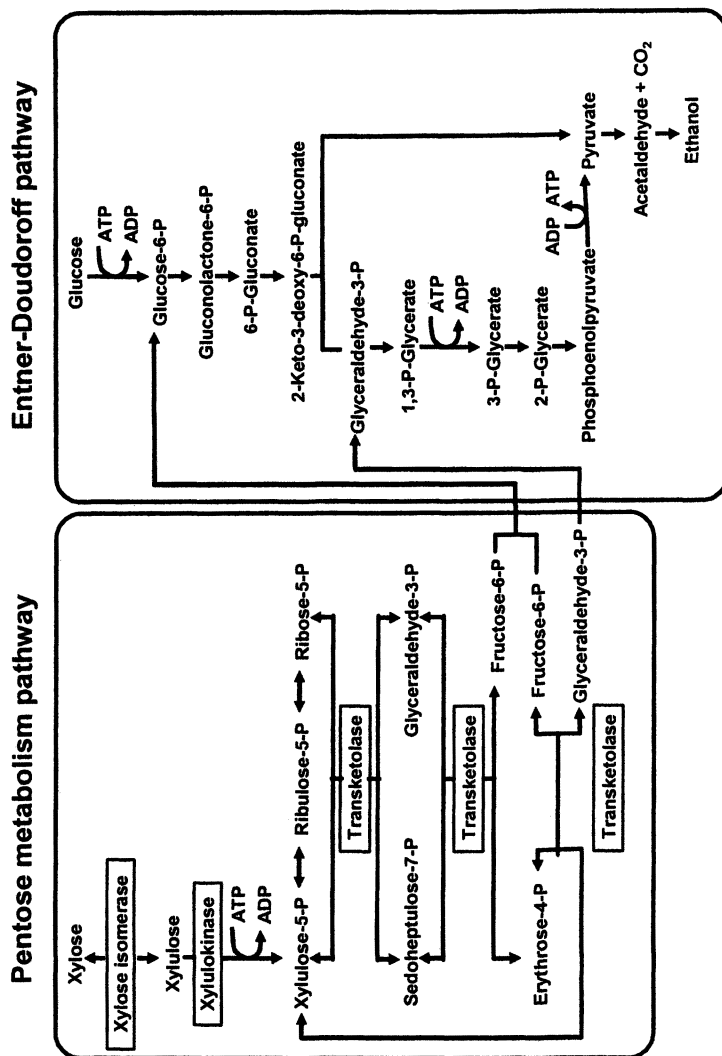 Pentose metabolism pathway
Xylose
Xylose isomerase
Xylulose
Xylulokinase
ATP
ADP
Xylulose-5-P
Ribulose-5-P
Ribose-5-P
Transketolase
Sedoheptulose-7-P
Glyceraldehyde-3-P
Transketolase
Erythrose-4-P
Fructose-6-P
Fructose-6-P
Glyceraldehyde-3-P
Transketolase
Entner-Doudoroff pathway
Glucose
ATP
ADP
Glucose-6-P
Gluconolactone-6-P
6-P-Gluconate
2-Keto-3-deoxy-6-P-gluconate
Glyceraldehyde-3-P
1,3-P-Glycerate
ATP
ADP
3-P-Glycerate
2-P-Glycerate
Phosphoenolpyruvate
ADP
ATP
Pyruvate
Acetaldehyde + CO₂
Ethanol